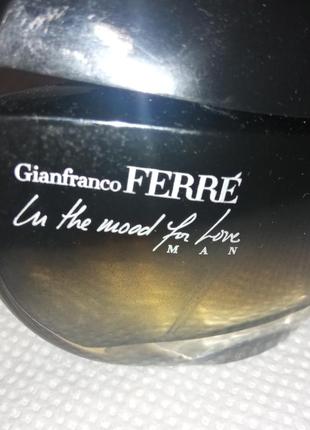 Gianfranco FERRÉ
In the mood for Love
MAN